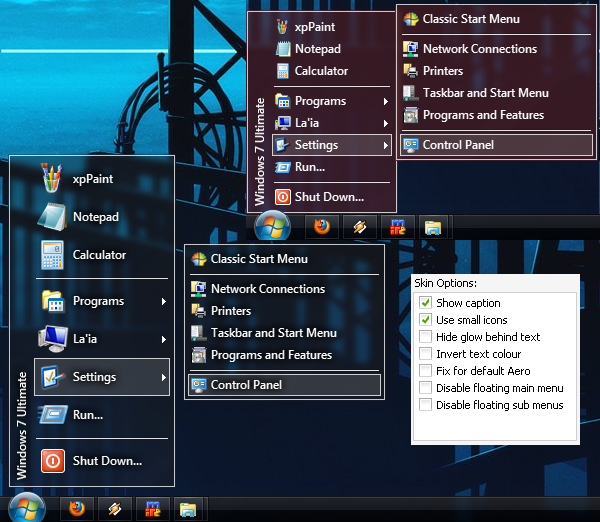 xpPaint
Notepad
Calculator
Programs
La'ia
Settings
Run...
Shut Down...
Windows 7 Ultimate
Classic Start Menu
Network Connections
Printers
Taskbar and Start Menu
Programs and Features
Control Panel
xpPaint
Notepad
Calculator
Programs
La'ia
Settings
Run...
Shut Down...
Windows 7 Ultimate
Classic Start Menu
Network Connections
Printers
Taskbar and Start Menu
Programs and Features
Control Panel
Skin Options:
Show caption
Use small icons
Hide glow behind text
Invert text colour
Fix for default Aero
Disable floating main menu
Disable floating sub menus